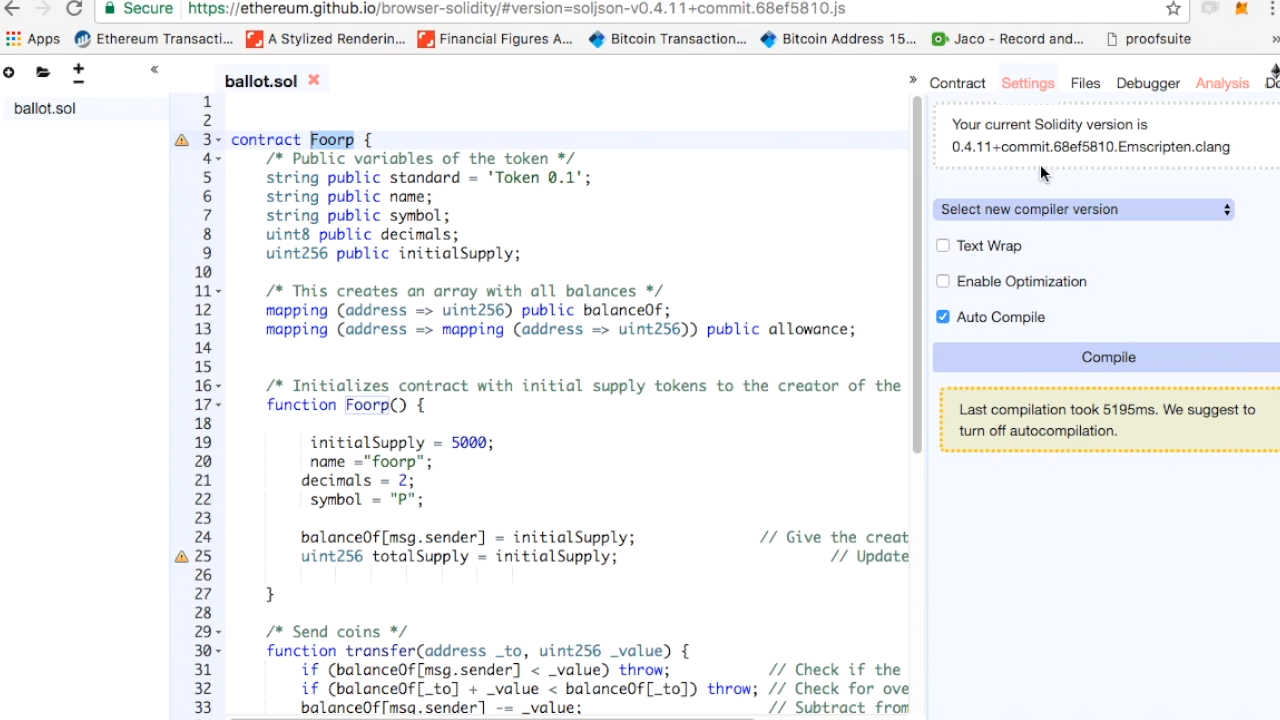 Secure https://ethereum.github.io/browser-solidity/#version=soljson-v0.4.11+commit.68ef5810.js
Apps Ethereum Transacti... A Stylized Renderin... Financial Figures A... Bitcoin Transaction... Bitcoin Address 15... Jaco - Record and... proofsuite »
« ballot.sol » Contract Settings Files Debugger Analysis Do
ballot.sol
1
2
3 contract Foorp {
4 /* Public variables of the token */
5 string public standard = 'Token 0.1';
6 string public name;
7 string public symbol;
8 uint8 public decimals;
9 uint256 public initialSupply;
10
11 /* This creates an array with all balances */
12 mapping (address => uint256) public balanceOf;
13 mapping (address => mapping (address => uint256)) public allowance;
14
15
16 /* Initializes contract with initial supply tokens to the creator of the
17 function Foorp() {
18
19 initialSupply = 5000;
20 name ="foorp";
21 decimals = 2;
22 symbol = "P";
23
24 balanceOf[msg.sender] = initialSupply; // Give the creat
25 uint256 totalSupply = initialSupply; // Update
26
27 }
28
29 /* Send coins */
30 function transfer(address _to, uint256 _value) {
31 if (balanceOf[msg.sender] < _value) throw; // Check if the
32 if (balanceOf[_to] + _value < balanceOf[_to]) throw; // Check for ove
33 balanceOf[msg.sender] -= _value; // Subtract from
Your current Solidity version is
0.4.11+commit.68ef5810.Emscripten.clang
Select new compiler version
Text Wrap
Enable Optimization
Auto Compile
Compile
Last compilation took 5195ms. We suggest to
turn off autocompilation.